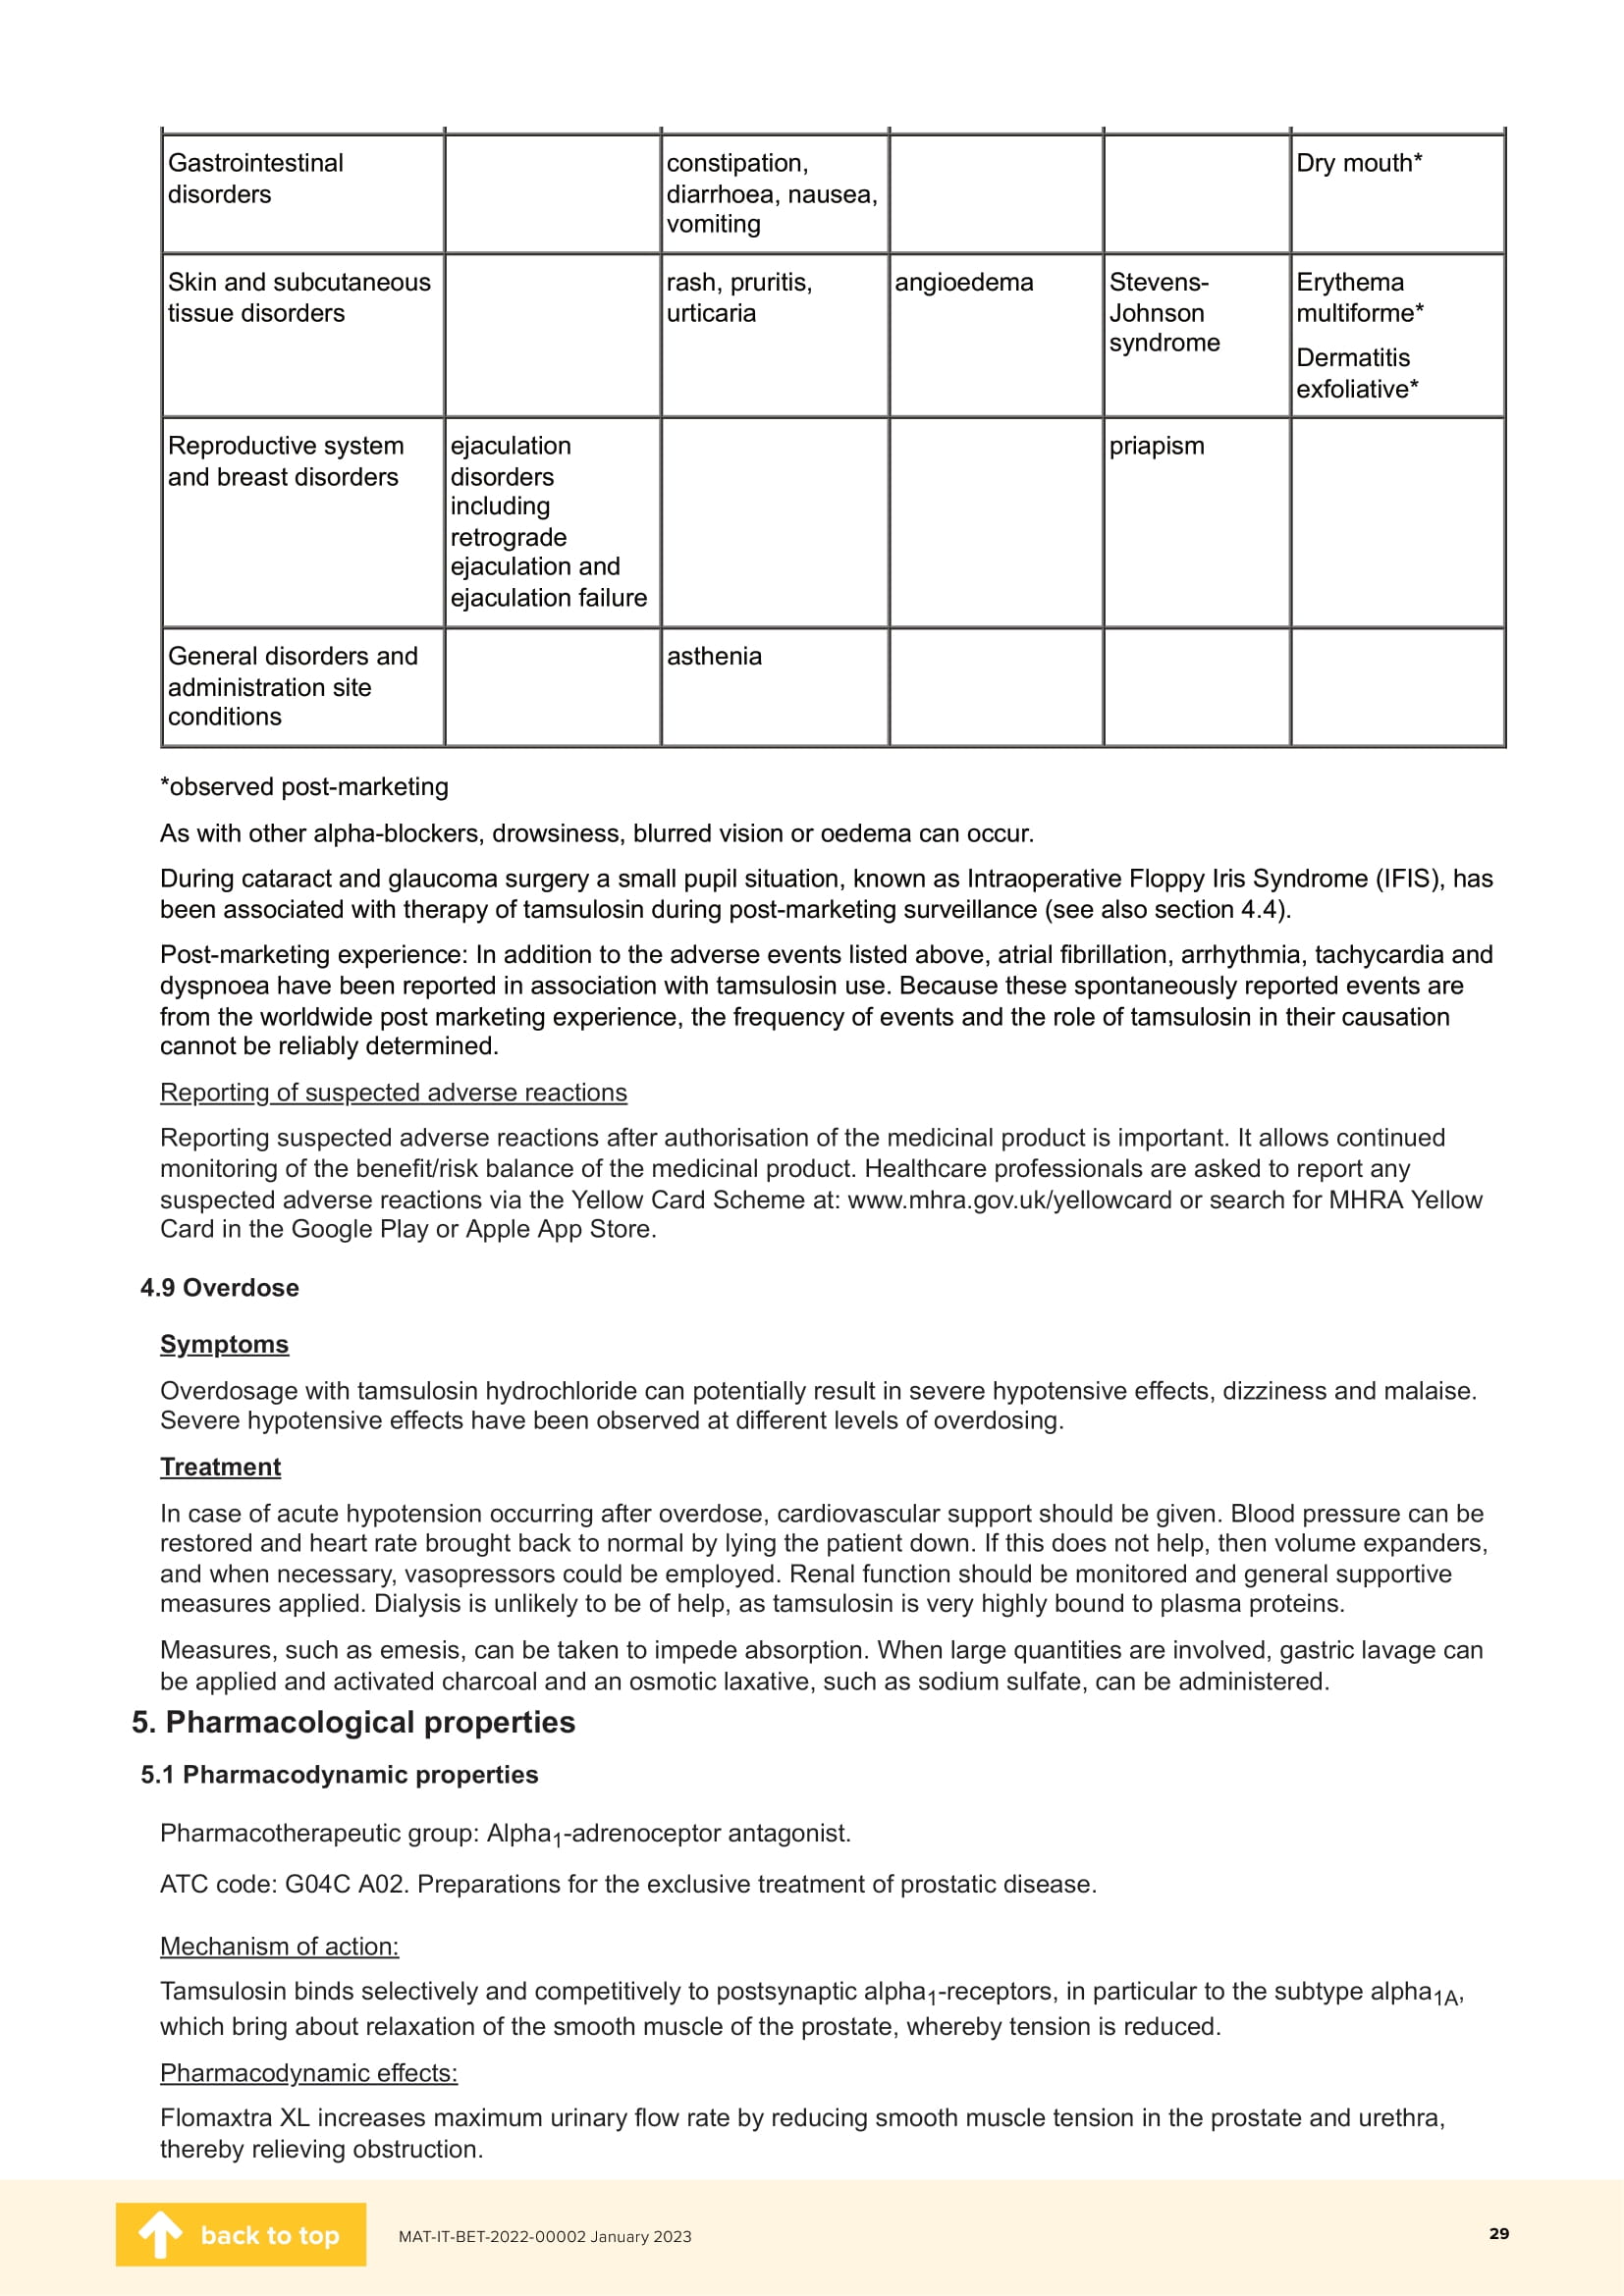 Gastrointestinal
disorders
constipation,
diarrhoea, nausea,
vomiting
Dry mouth*
Skin and subcutaneous
tissue disorders
rash, pruritis,
urticaria
angioedema
Stevens-
Johnson
syndrome
Erythema
multiforme*
Dermatitis
exfoliative*
Reproductive system
and breast disorders
ejaculation
disorders
including
retrograde
ejaculation and
ejaculation failure
priapism
General disorders and
administration site
conditions
asthenia
*observed post-marketing
As with other alpha-blockers, drowsiness, blurred vision or oedema can occur.
During cataract and glaucoma surgery a small pupil situation, known as Intraoperative Floppy Iris Syndrome (IFIS), has
been associated with therapy of tamsulosin during post-marketing surveillance (see also section 4.4).
Post-marketing experience: In addition to the adverse events listed above, atrial fibrillation, arrhythmia, tachycardia and
dyspnoea have been reported in association with tamsulosin use. Because these spontaneously reported events are
from the worldwide post marketing experience, the frequency of events and the role of tamsulosin in their causation
cannot be reliably determined.
Reporting of suspected adverse reactions
Reporting suspected adverse reactions after authorisation of the medicinal product is important. It allows continued
monitoring of the benefit/risk balance of the medicinal product. Healthcare professionals are asked to report any
suspected adverse reactions via the Yellow Card Scheme at: www.mhra.gov.uk/yellowcard or search for MHRA Yellow
Card in the Google Play or Apple App Store.
4.9 Overdose
Symptoms
Overdosage with tamsulosin hydrochloride can potentially result in severe hypotensive effects, dizziness and malaise.
Severe hypotensive effects have been observed at different levels of overdosing.
Treatment
In case of acute hypotension occurring after overdose, cardiovascular support should be given. Blood pressure can be
restored and heart rate brought back to normal by lying the patient down. If this does not help, then volume expanders,
and when necessary, vasopressors could be employed. Renal function should be monitored and general supportive
measures applied. Dialysis is unlikely to be of help, as tamsulosin is very highly bound to plasma proteins.
Measures, such as emesis, can be taken to impede absorption. When large quantities are involved, gastric lavage can
be applied and activated charcoal and an osmotic laxative, such as sodium sulfate, can be administered.
5. Pharmacological properties
5.1 Pharmacodynamic properties
Pharmacotherapeutic group: Alpha1-adrenoceptor antagonist.
ATC code: G04C A02. Preparations for the exclusive treatment of prostatic disease.
Mechanism of action:
Tamsulosin binds selectively and competitively to postsynaptic alpha1-receptors, in particular to the subtype alpha1A,
which bring about relaxation of the smooth muscle of the prostate, whereby tension is reduced.
Pharmacodynamic effects:
Flomaxtra XL increases maximum urinary flow rate by reducing smooth muscle tension in the prostate and urethra,
thereby relieving obstruction.
back to top
MAT-IT-BET-2022-00002 January 2023
29